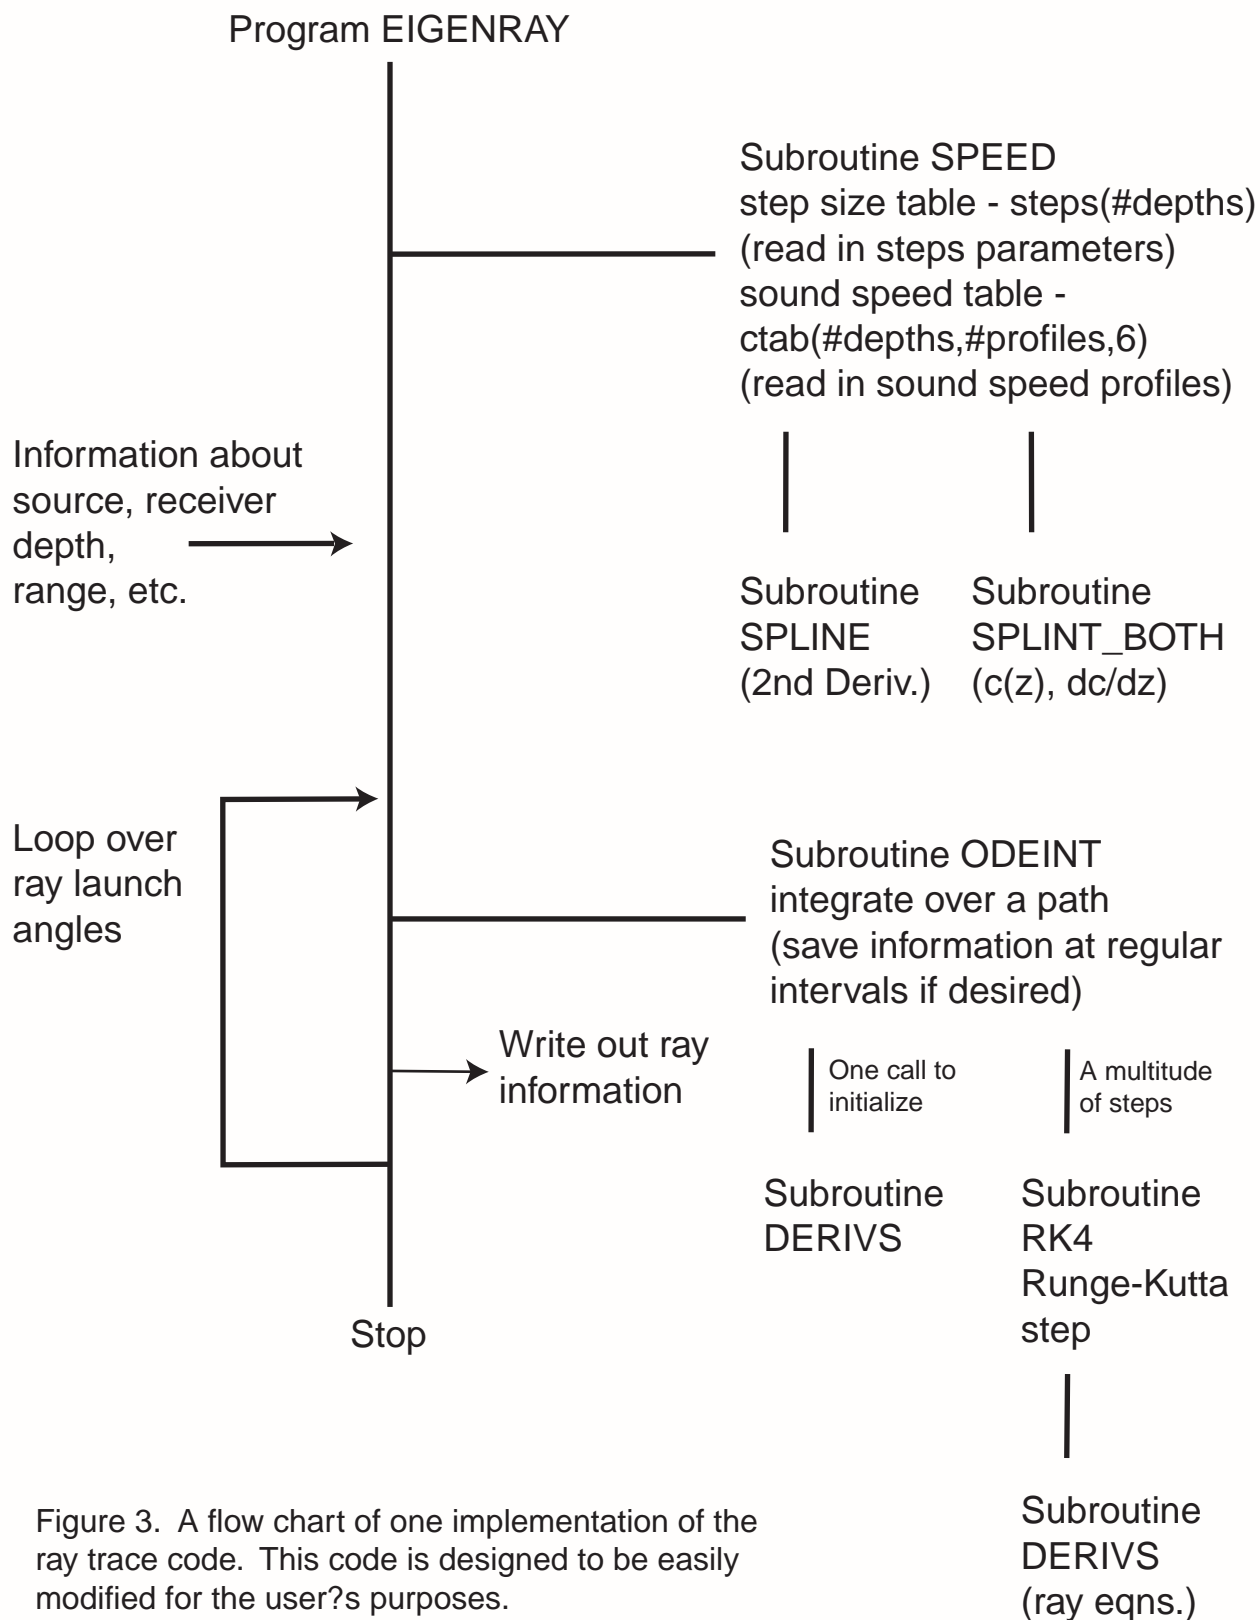 Program EIGENRAY
Subroutine SPEED
step size table - steps(#depths)
(read in steps parameters)
sound speed table -
ctab(#depths,#profiles,6)
(read in sound speed profiles)
Information about
source, receiver
depth,
range, etc.
Subroutine
SPLINE
(2nd Deriv.)
Subroutine
SPLINT_BOTH
(c(z), dc/dz)
Loop over
ray launch
angles
Subroutine ODEINT
integrate over a path
(save information at regular
intervals if desired)
Write out ray
information
One call to
initialize
A multitude
of steps
Subroutine
DERIVS
Subroutine
RK4
Runge-Kutta
step
Stop
Subroutine
DERIVS
(ray eqns.)
Figure 3.  A flow chart of one implementation of the
ray trace code.  This code is designed to be easily
modified for the user?s purposes.